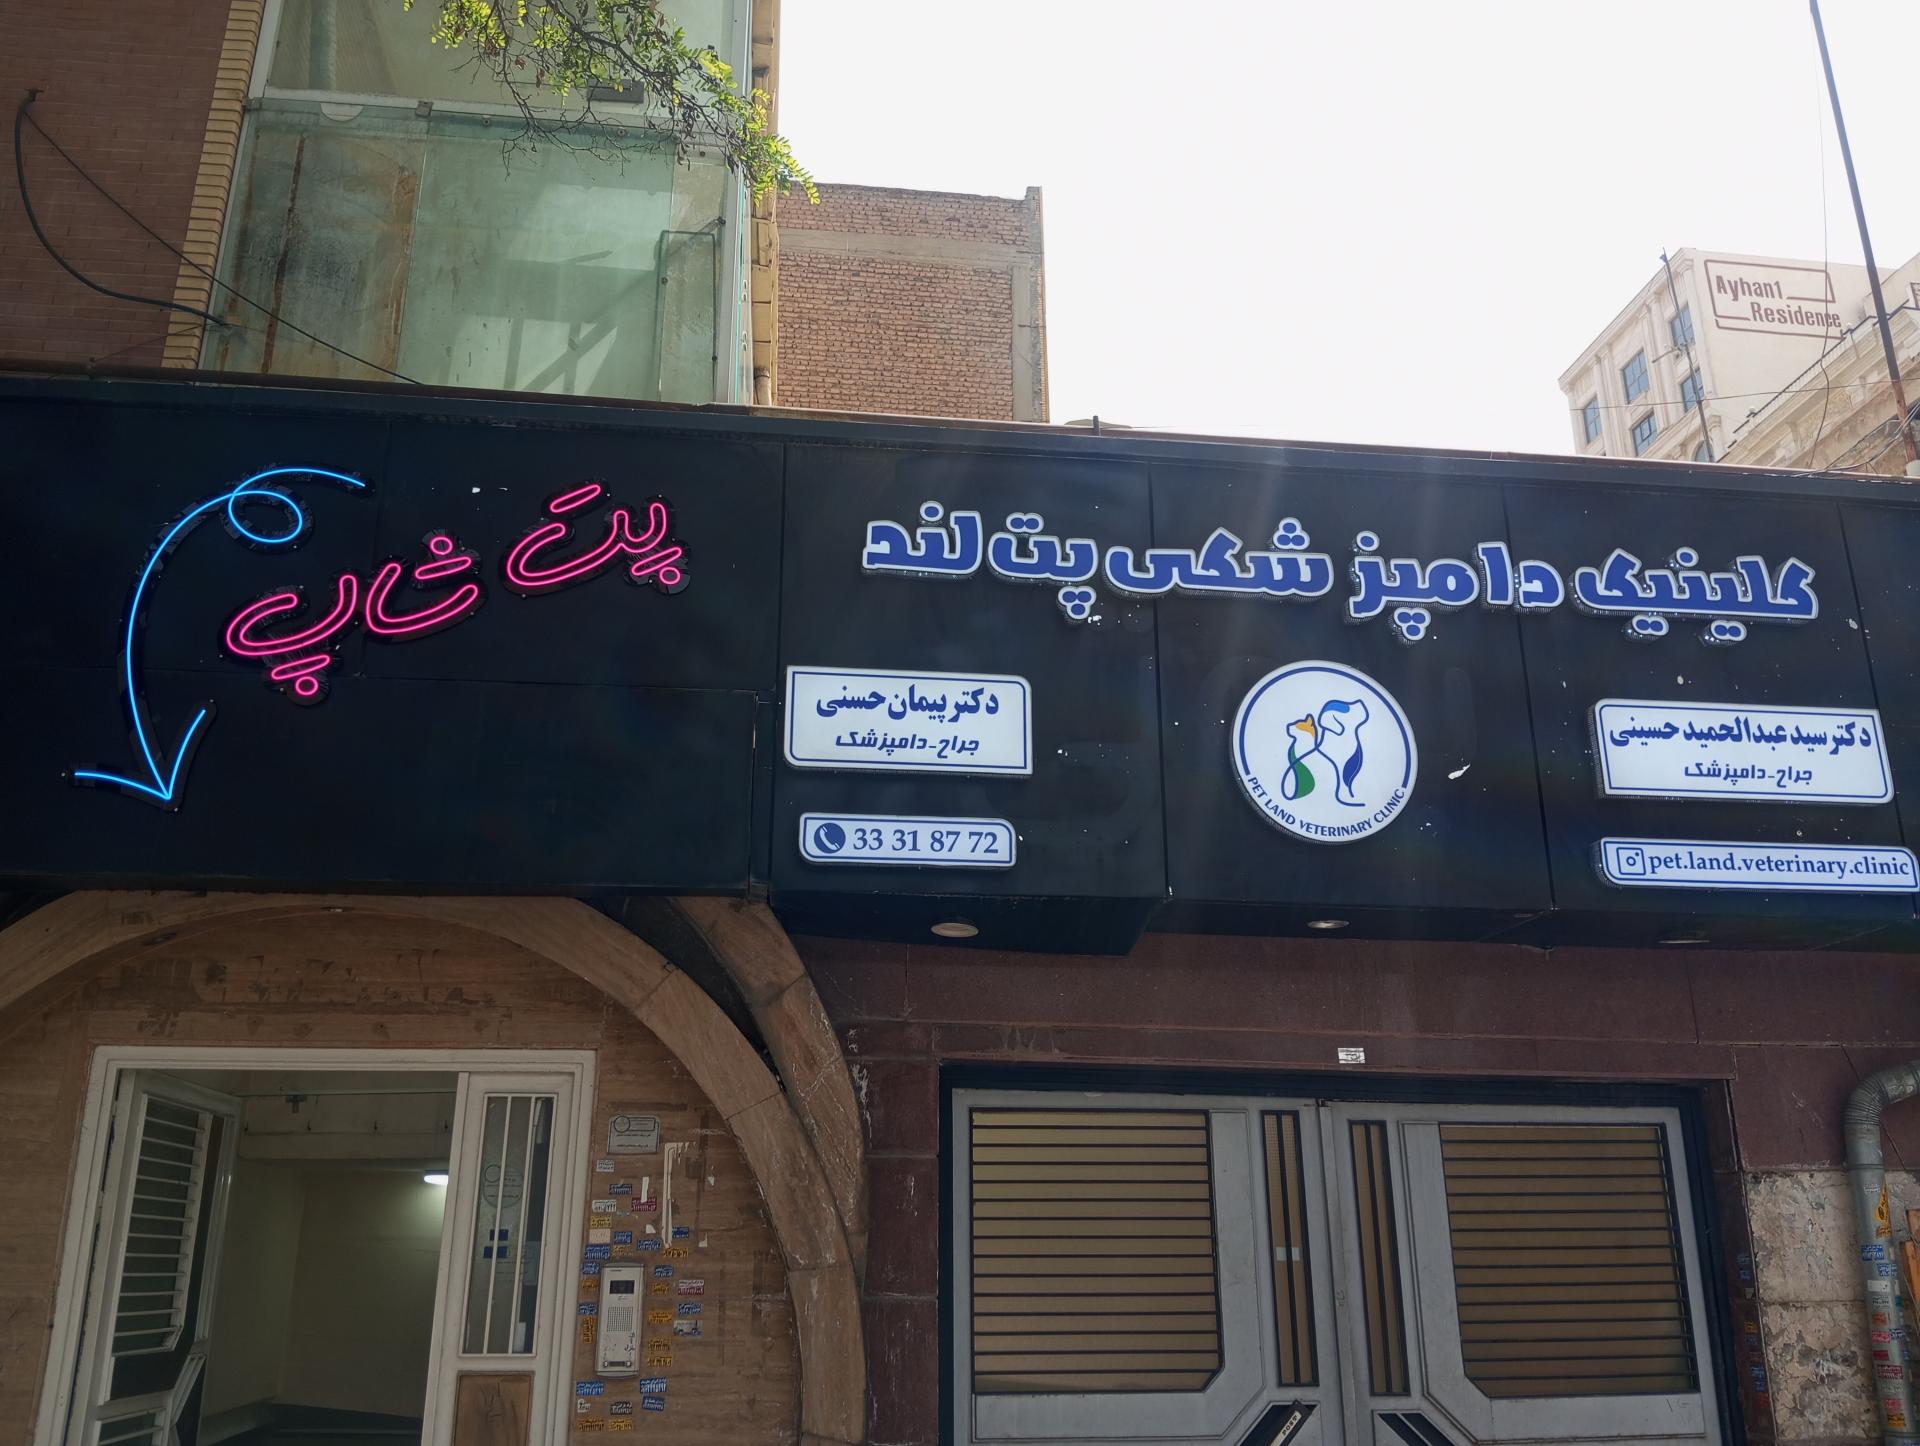 Ayhan1
Residence
کلینیک دامپزشکی پت لند
پت شاپ
دکتر سید عبدالحمید حسینی
جراح-دامپزشک
pet.land.veterinary.clinic
PET LAND VETERINARY CLINIC
دکتر پیمان حسنی
جراح-دامپزشک
33 31 87 72